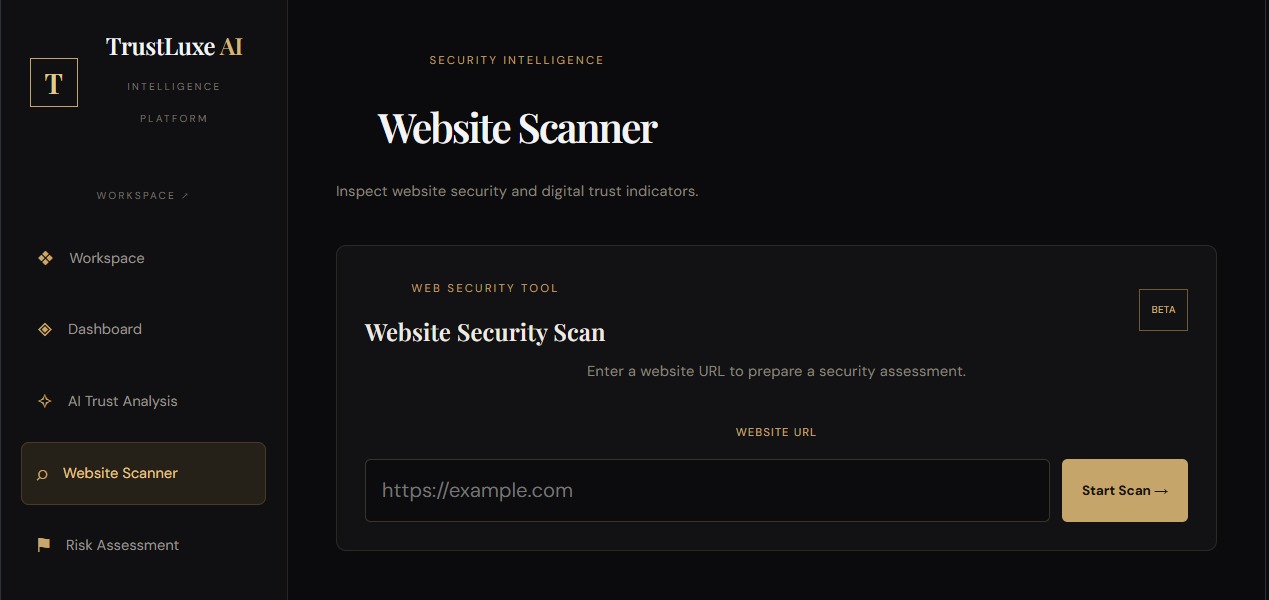 T
TrustLuxe AI
INTELLIGENCE
PLATFORM
WORKSPACE ↗
Workspace
Dashboard
AI Trust Analysis
Website Scanner
Risk Assessment
SECURITY INTELLIGENCE
Website Scanner
Inspect website security and digital trust indicators.
WEB SECURITY TOOL
Website Security Scan
BETA
Enter a website URL to prepare a security assessment.
WEBSITE URL
https://example.com
Start Scan →